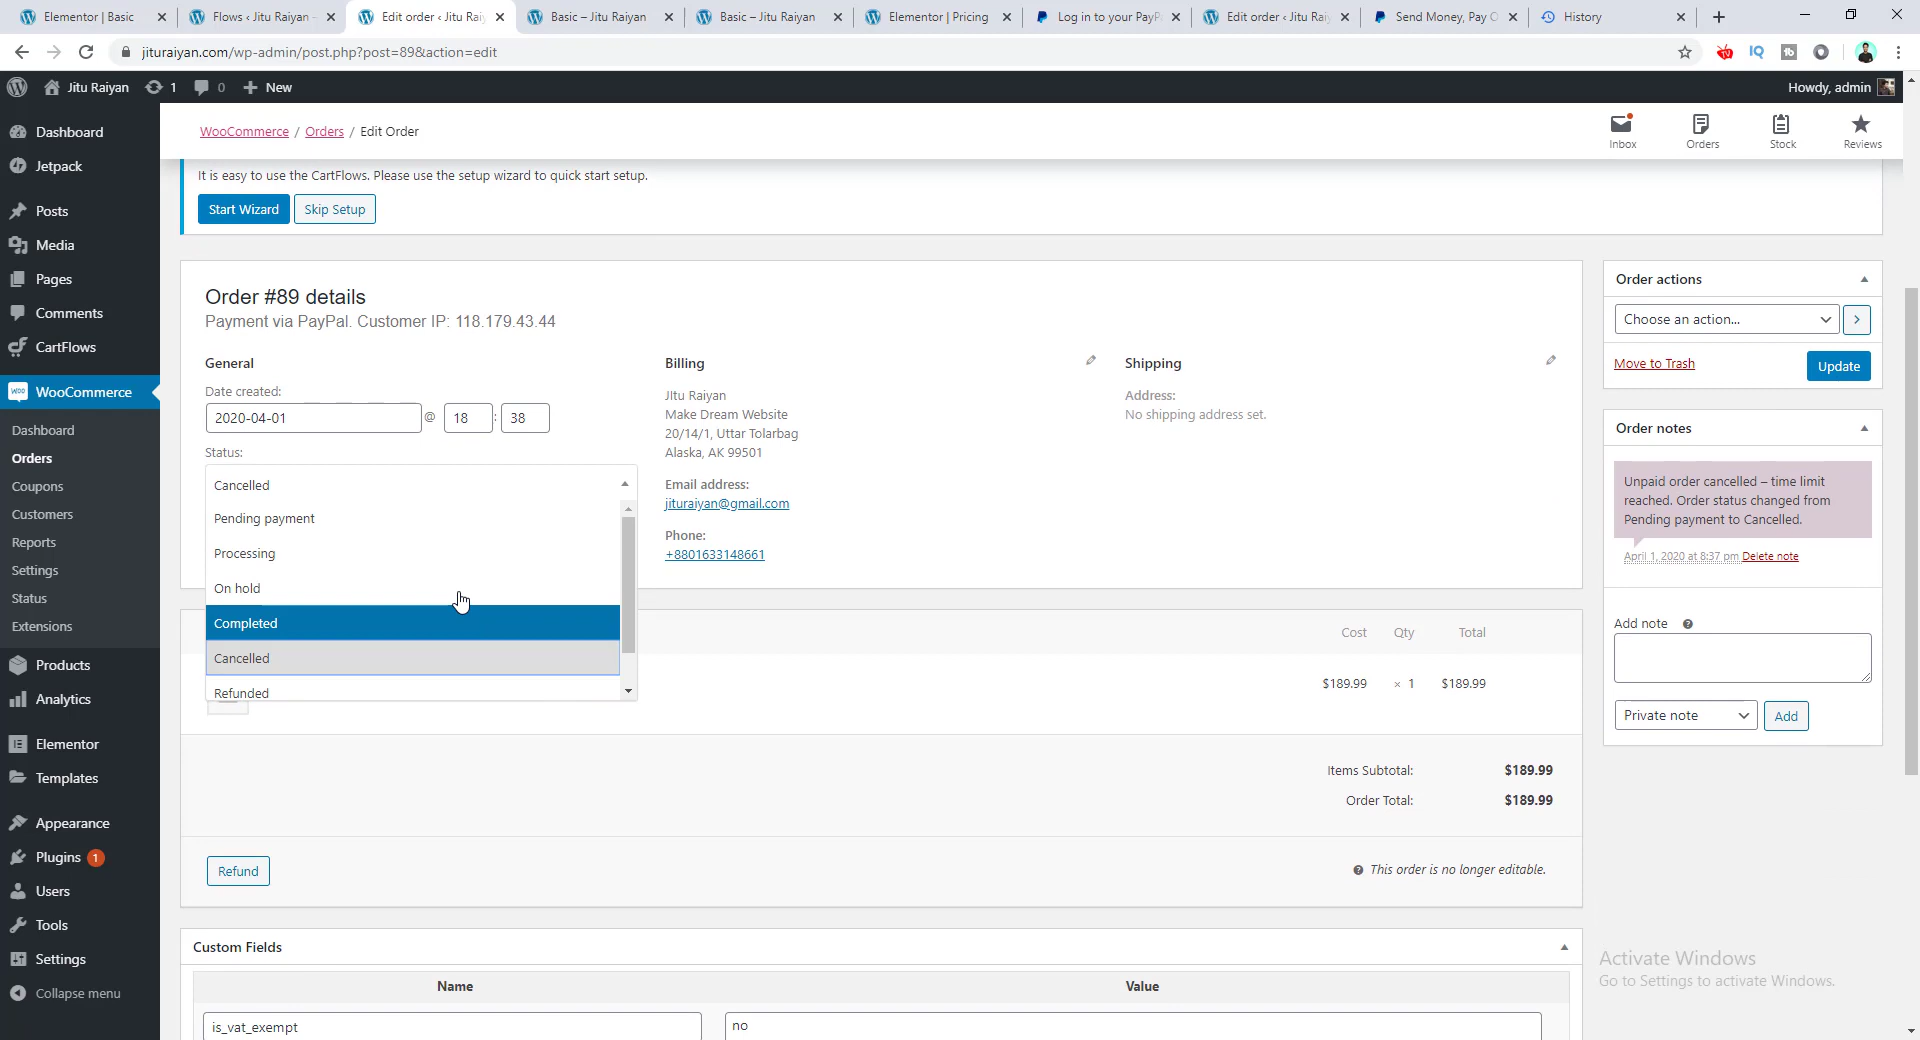 Elementor | Basic
Flows ‹ Jitu Raiyan
Edit order ‹ Jitu Raiy
Basic – Jitu Raiyan
Basic – Jitu Raiyan
Elementor | Pricing
Log in to your PayP
Edit order ‹ Jitu Raiy
Send Money, Pay O
History
jituraiyan.com/wp-admin/post.php?post=89&action=edit
Jitu Raiyan
1
0
New
Howdy, admin
Dashboard
Jetpack
Posts
Media
Pages
Comments
CartFlows
WooCommerce
Dashboard
Orders
Coupons
Customers
Reports
Settings
Status
Extensions
Products
Analytics
Elementor
Templates
Appearance
Plugins 1
Users
Tools
Settings
Collapse menu
WooCommerce / Orders / Edit Order
Inbox
Orders
Stock
Reviews
It is easy to use the CartFlows. Please use the setup wizard to quick start setup.
Start Wizard
Skip Setup
Order #89 details
Payment via PayPal. Customer IP: 118.179.43.44
General
Date created:
2020-04-01 @ 18 : 38
Status:
Cancelled
Pending payment
Processing
On hold
Completed
Cancelled
Refunded
Billing
JItu Raiyan
Make Dream Website
20/14/1, Uttar Tolarbag
Alaska, AK 99501
Email address:
jituraiyan@gmail.com
Phone:
+8801633148661
Shipping
Address:
No shipping address set.
Cost Qty Total
$189.99 × 1 $189.99
Items Subtotal: $189.99
Order Total: $189.99
Refund
This order is no longer editable.
Custom Fields
Name Value
is_vat_exempt no
Order actions
Choose an action...
Move to Trash
Update
Order notes
Unpaid order cancelled – time limit
reached. Order status changed from
Pending payment to Cancelled.
April 1, 2020 at 8:37 pm Delete note
Add note
Private note
Add
Activate Windows
Go to Settings to activate Windows.